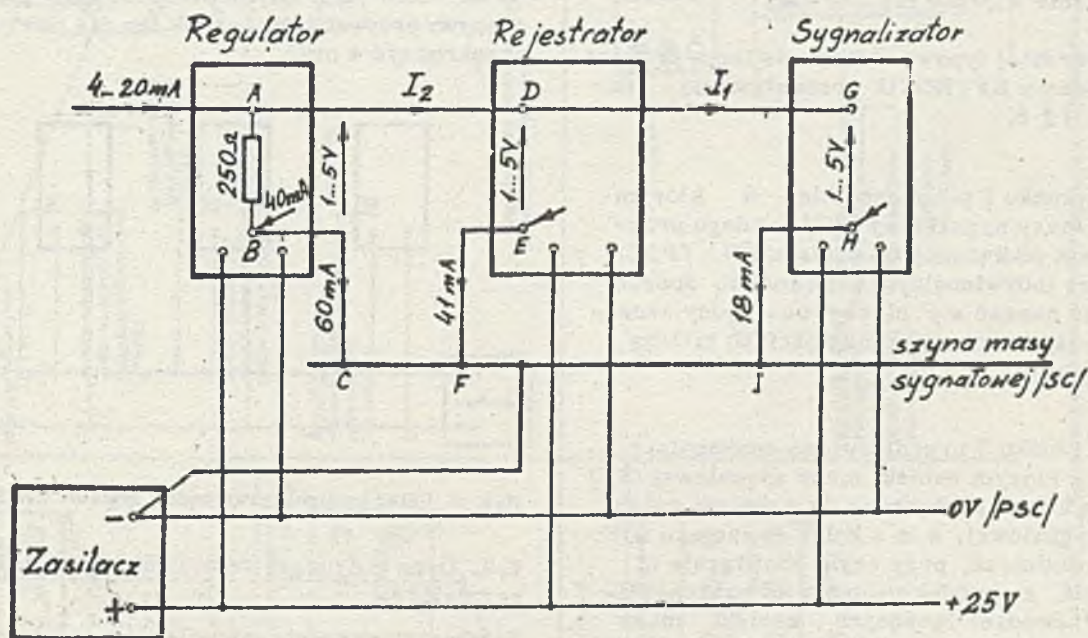 Regulator
Rejestrator
Sygnalizator
4-20mA
A
I2
D
I1
G
250Ω
40mA
1...5V
1...5V
1...5V
B
E
H
60mA
41mA
18mA
C
F
I
szyna masy
sygnałowej /SC/
-
0V /PSC/
Zasilacz
+
+25V